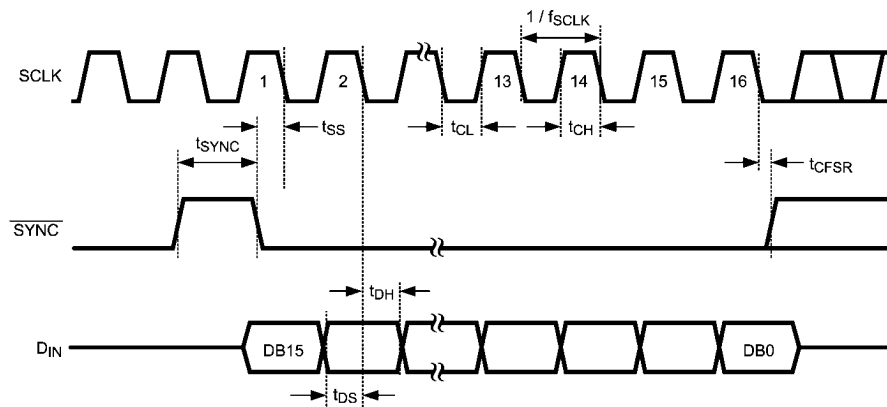 1 / fSCLK
SCLK
1
2
13
14
15
16
tSS
tCL
tCH
tSYNC
tCFSR
SYNC
tDH
DIN
DB15
DB0
tDS